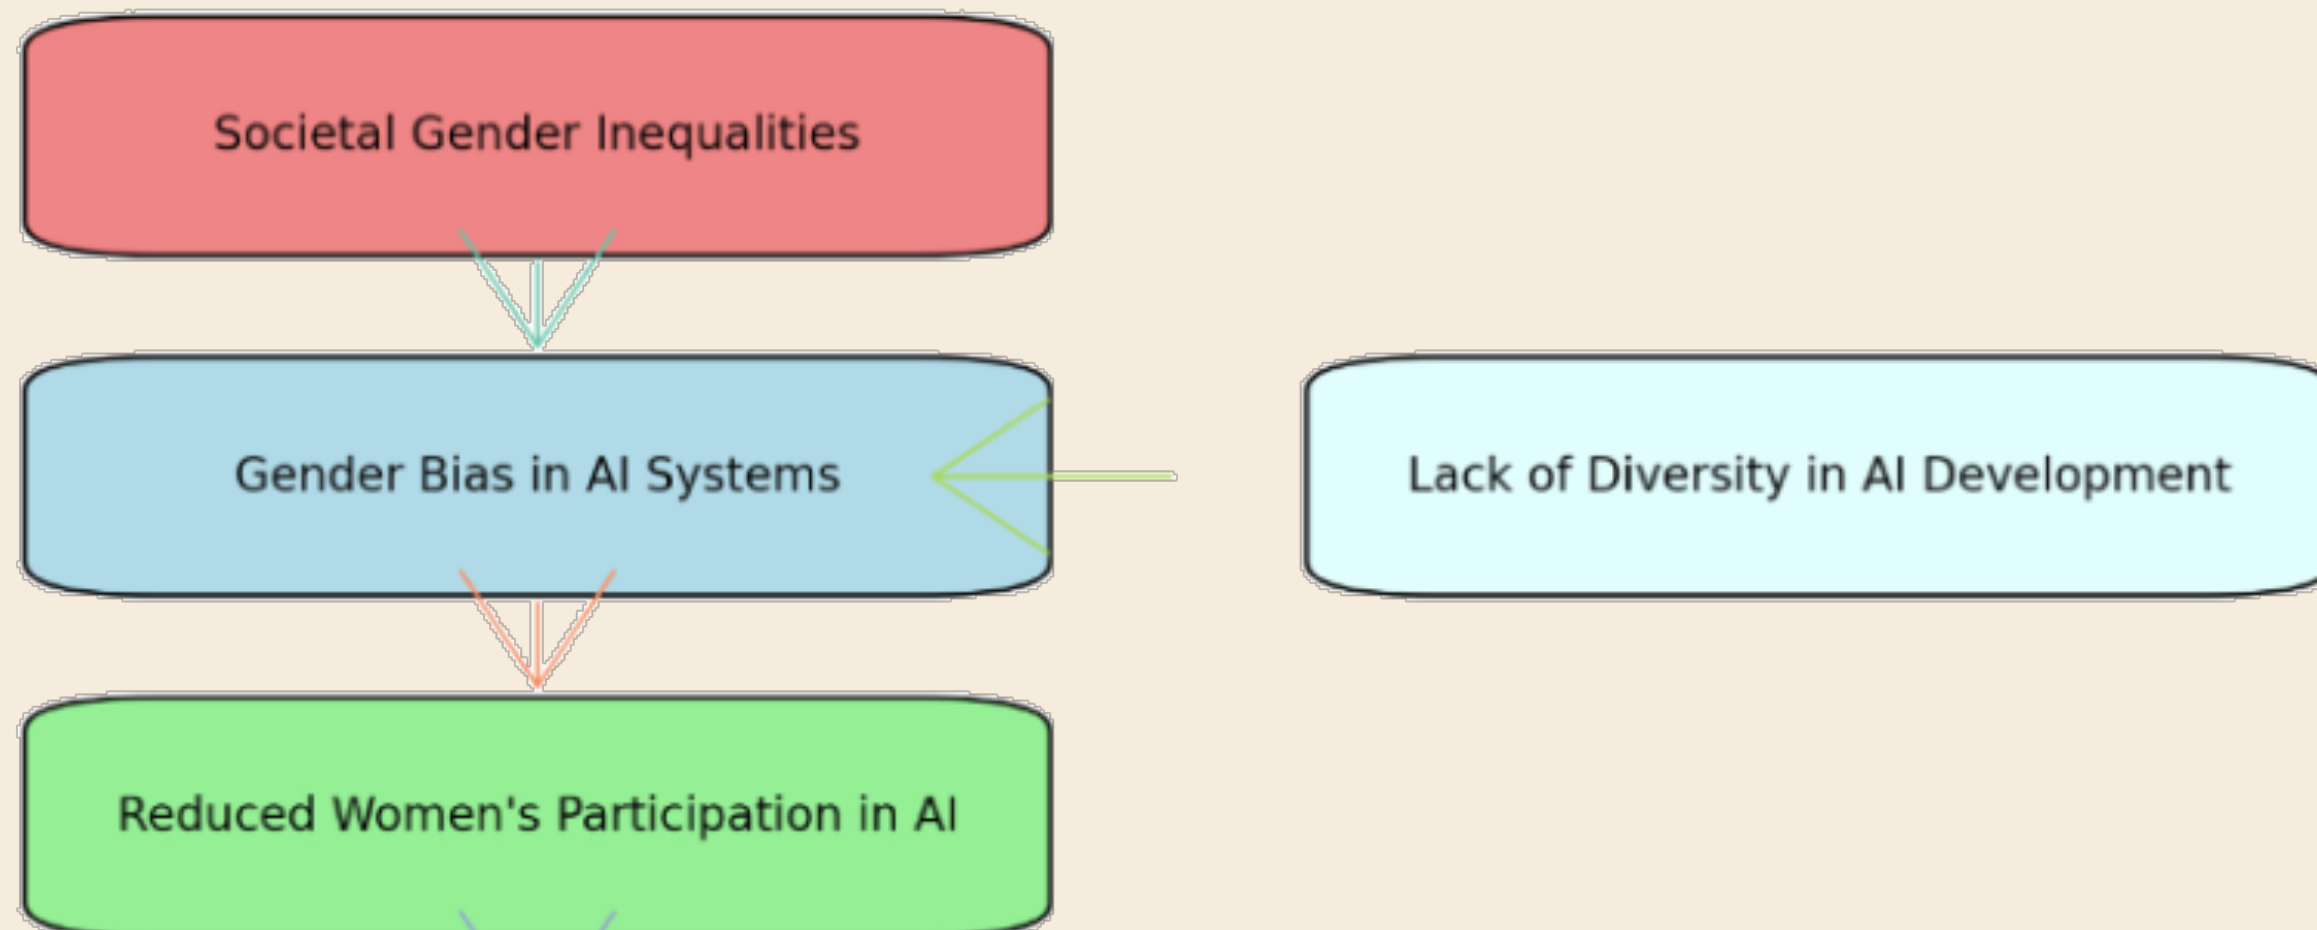 Societal Gender Inequalities
Gender Bias in AI Systems
Lack of Diversity in AI Development
Reduced Women's Participation in AI